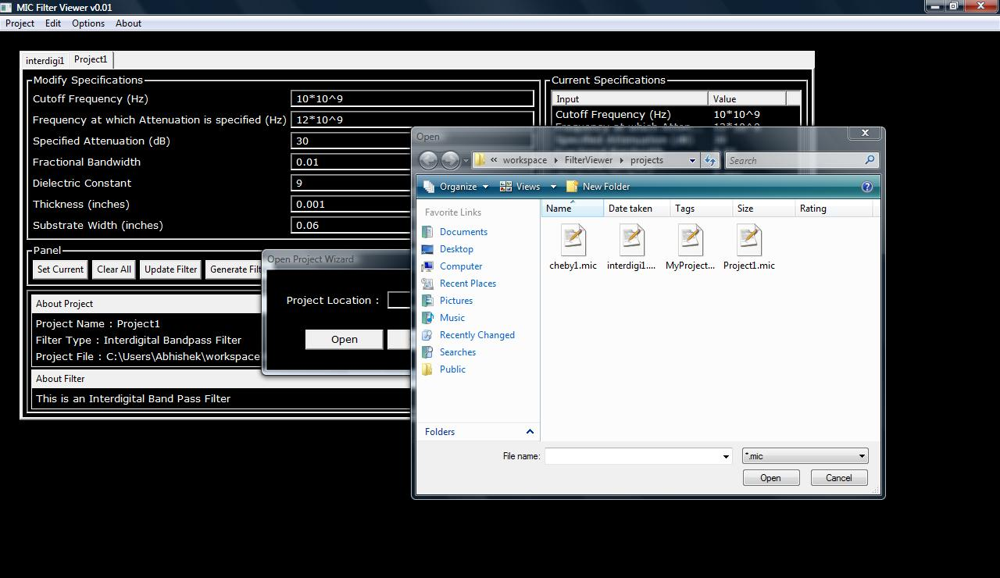 MIC Filter Viewer v0.01
Project Edit Options About
interdigi1 Project1
Modify Specifications
Cutoff Frequency (Hz) 10*10^9
Frequency at which Attenuation is specified (Hz) 12*10^9
Specified Attenuation (dB) 30
Fractional Bandwidth 0.01
Dielectric Constant 9
Thickness (inches) 0.001
Substrate Width (inches) 0.06
Current Specifications
Input Value
Cutoff Frequency (Hz) 10*10^9
Panel
Set Current Clear All Update Filter Generate Filt
About Project
Project Name : Project1
Filter Type : Interdigital Bandpass Filter
Project File : C:\Users\Abhishek\workspace
About Filter
This is an Interdigital Band Pass Filter
Open Project Wizard
Project Location :
Open
Open
« workspace FilterViewer projects Search
Organize Views New Folder
Favorite Links
Documents
Desktop
Computer
Recent Places
Pictures
Music
Recently Changed
Searches
Public
Folders
Name Date taken Tags Size Rating
cheby1.mic interdigi1.... MyProject... Project1.mic
File name: *.mic
Open Cancel